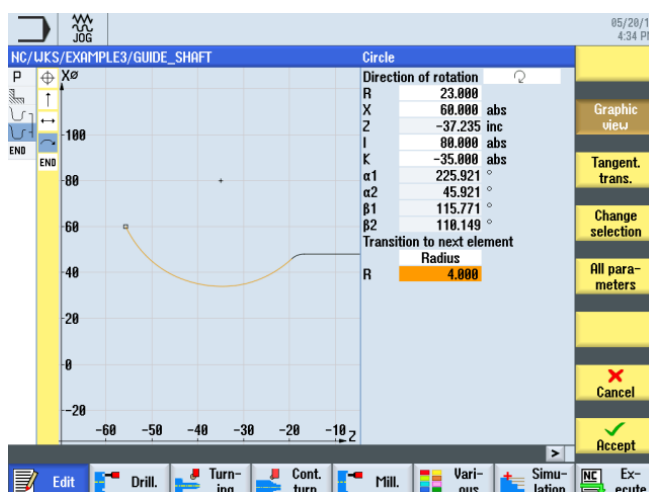 JOG
05/20/1
4:34 P
NC/WKS/EXAMPLE3/GUIDE_SHAFT
Circle
P
END
END
XØ
100
80
60
40
20
0
-20
-60 -50 -40 -30 -20 -10 Z
Direction of rotation
R 23.000
X 60.000 abs
Z -37.235 inc
I 80.000 abs
K -35.000 abs
α1 225.921 °
α2 45.921 °
β1 115.771 °
β2 110.149 °
Transition to next element
Radius
R 4.000
Graphic
view
Tangent.
trans.
Change
selection
All para-
meters
Cancel
Accept
>
Edit
Drill.
Turn-
ing
Cont.
turn
Mill.
Vari-
ous
Simu-
lation
NC
Ex-
ecute